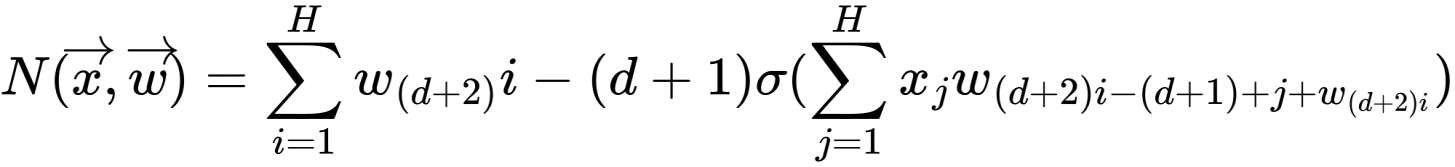 $N(\overrightarrow{x}, \overrightarrow{w}) = \sum_{i=1}^{H} w_{(d+2)}i - (d+1)\sigma(\sum_{j=1}^{H} x_j w_{(d+2)i-(d+1)+j+w_{(d+2)i}})$